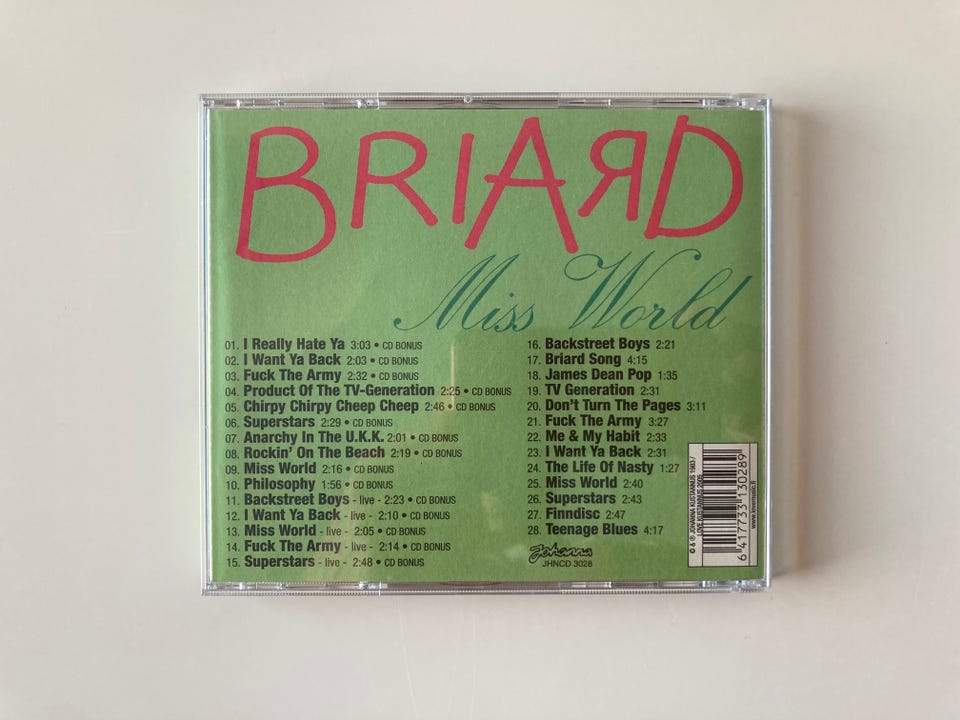 BRIARD
Miss World
01. I Really Hate Ya 3:03 • CD BONUS
02. I Want Ya Back 2:03 • CD BONUS
03. Fuck The Army 2:32 • CD BONUS
04. Product Of The TV-Generation 2:25 • CD BONUS
05. Chirpy Chirpy Cheep Cheep 2:46 • CD BONUS
06. Superstars 2:29 • CD BONUS
07. Anarchy In The U.K.K. 2:01 • CD BONUS
08. Rockin' On The Beach 2:19 • CD BONUS
09. Miss World 2:16 • CD BONUS
10. Philosophy 1:56 • CD BONUS
11. Backstreet Boys - live - 2:23 • CD BONUS
12. I Want Ya Back - live - 2:10 • CD BONUS
13. Miss World - live - 2:05 • CD BONUS
14. Fuck The Army - live - 2:14 • CD BONUS
15. Superstars - live - 2:48 • CD BONUS
16. Backstreet Boys 2:21
17. Briard Song 4:15
18. James Dean Pop 1:35
19. TV Generation 2:31
20. Don't Turn The Pages 3:11
21. Fuck The Army 3:27
22. Me & My Habit 2:33
23. I Want Ya Back 2:31
24. The Life Of Nasty 1:27
25. Miss World 2:40
26. Superstars 2:43
27. Finndisc 2:47
28. Teenage Blues 4:17
Johanna
JHNCD 3028
© & ℗ JOHANNA KUSTANNUS 1983 /
LOVE KUSTANNUS 2006
6 417733 130289
www.lovemusic.fi